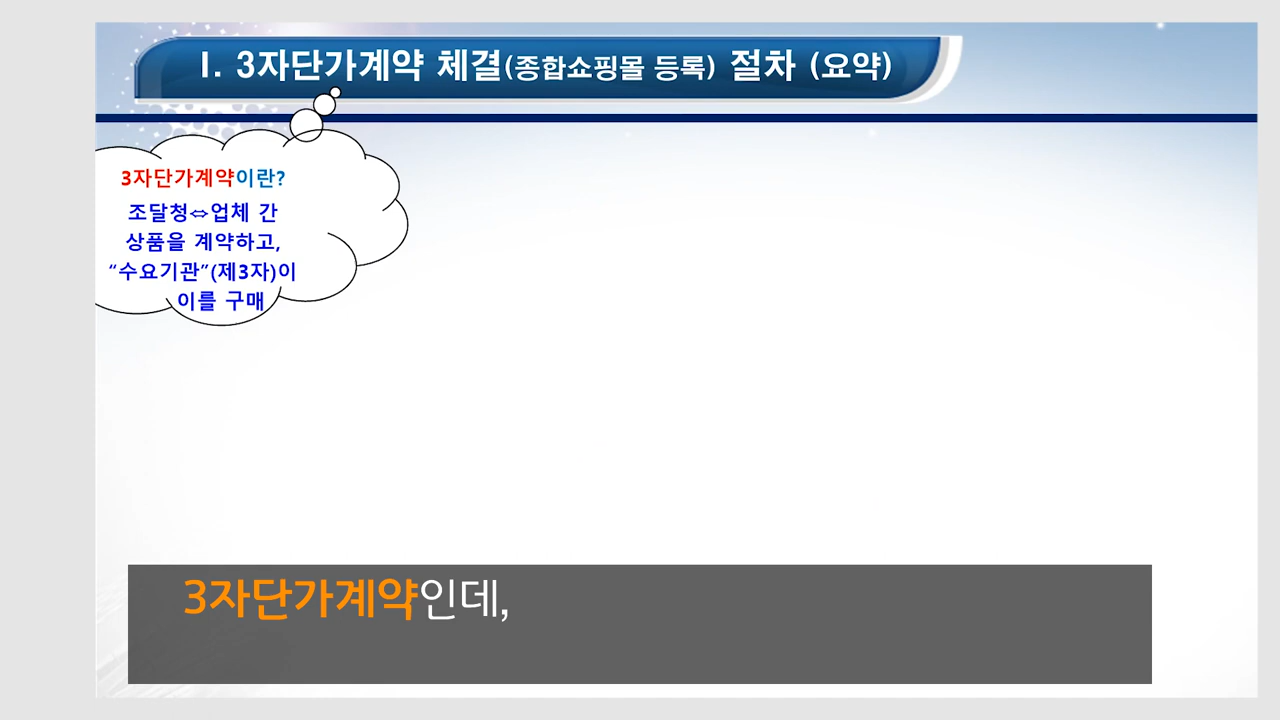 I. 3자단가계약 체결(종합쇼핑몰 등록) 절차 (요약)
3자단가계약이란?
조달청⇔업체 간
상품을 계약하고,
“수요기관”(제3자)이
이를 구매
3자단가계약인데,